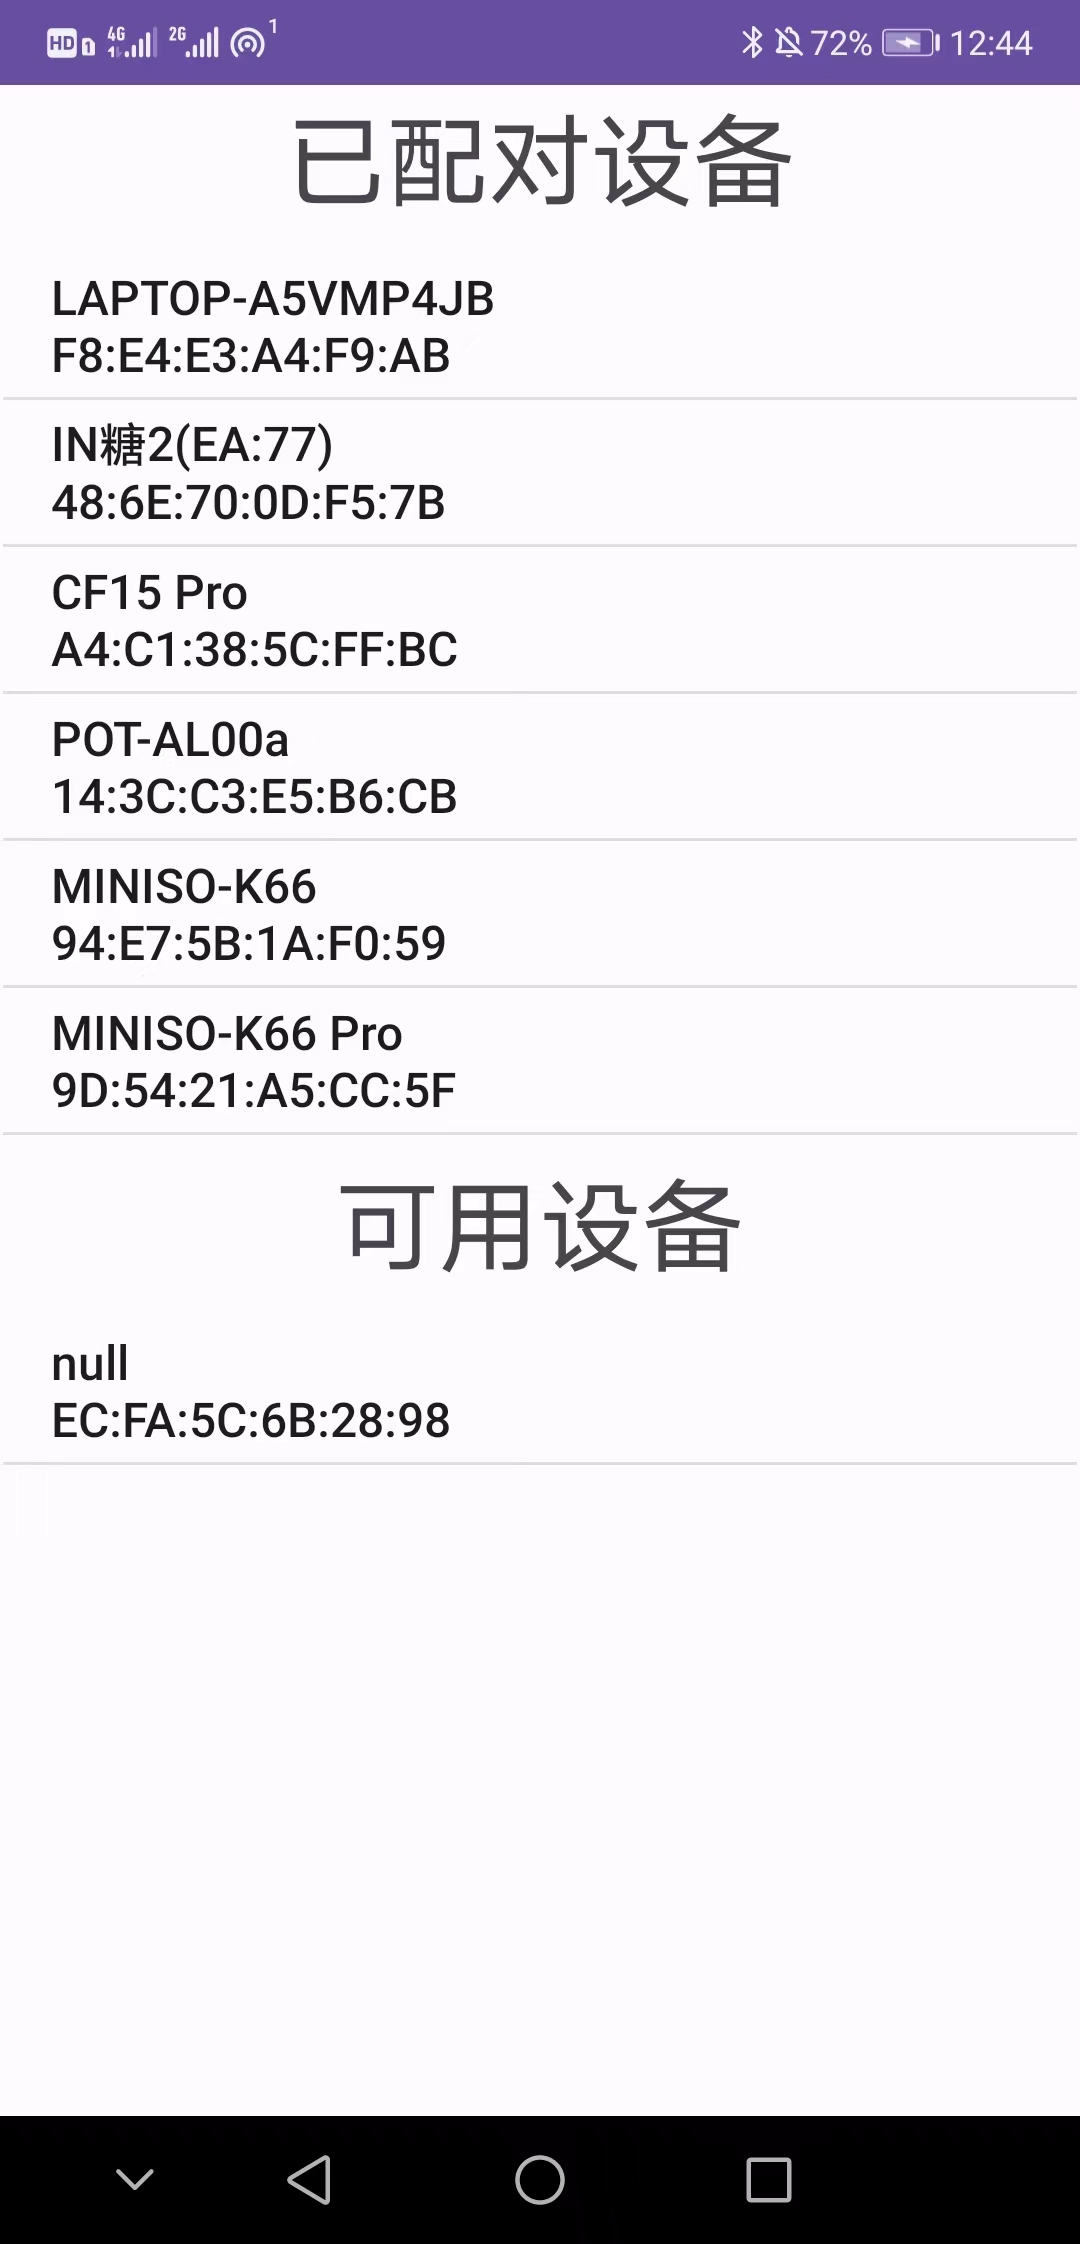 HD 1 4G 2G 1 72% 12:44
已配对设备
LAPTOP-A5VMP4JB
F8:E4:E3:A4:F9:AB
IN糖2(EA:77)
48:6E:70:0D:F5:7B
CF15 Pro
A4:C1:38:5C:FF:BC
POT-AL00a
14:3C:C3:E5:B6:CB
MINISO-K66
94:E7:5B:1A:F0:59
MINISO-K66 Pro
9D:54:21:A5:CC:5F
可用设备
null
EC:FA:5C:6B:28:98